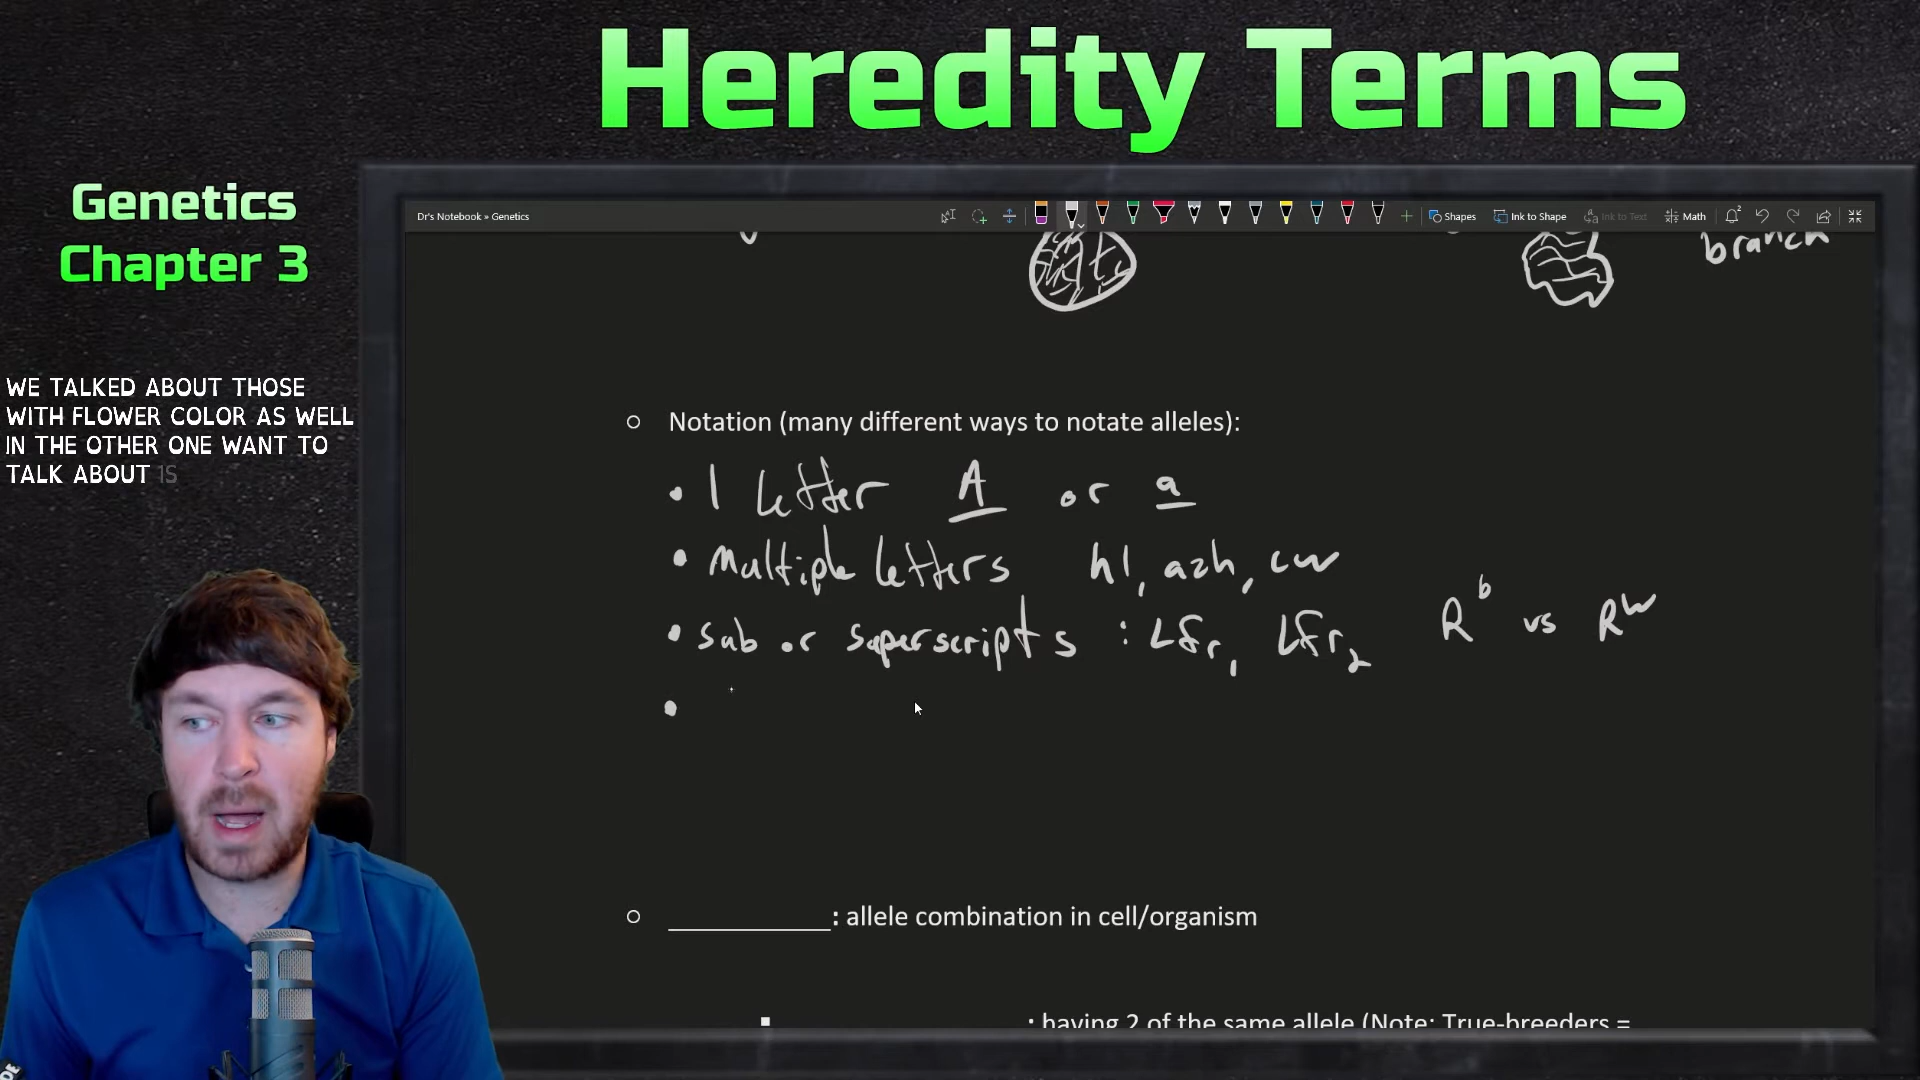 Heredity Terms
Genetics
Chapter 3
WE TALKED ABOUT THOSE
WITH FLOWER COLOR AS WELL
IN THE OTHER ONE WANT TO
TALK ABOUT IS
Dr's Notebook » Genetics
Shapes
Ink to Shape
Ink to Text
Math
branch
○ Notation (many different ways to notate alleles):
• 1 letter A or a
• Multiple letters hl, azh, cw
• sub or superscripts : Lfr₁ Lfr₂ Rᵇ vs Rʷ
•
○ ____________: allele combination in cell/organism
▪ : having 2 of the same allele (Note: True-breeders =